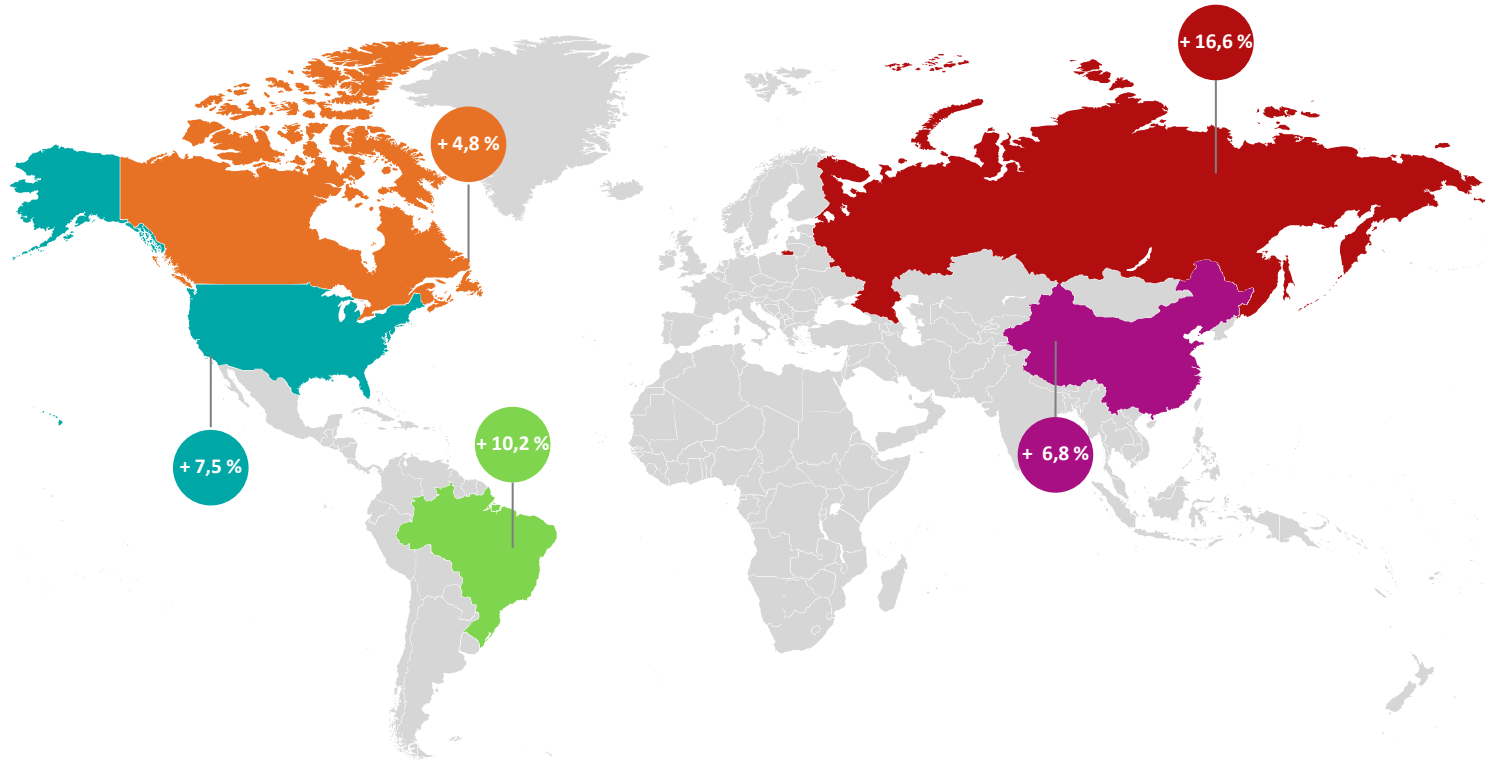 + 16,6 %
+ 4,8 %
+ 10,2 %
+ 7,5 %
+  6,8 %